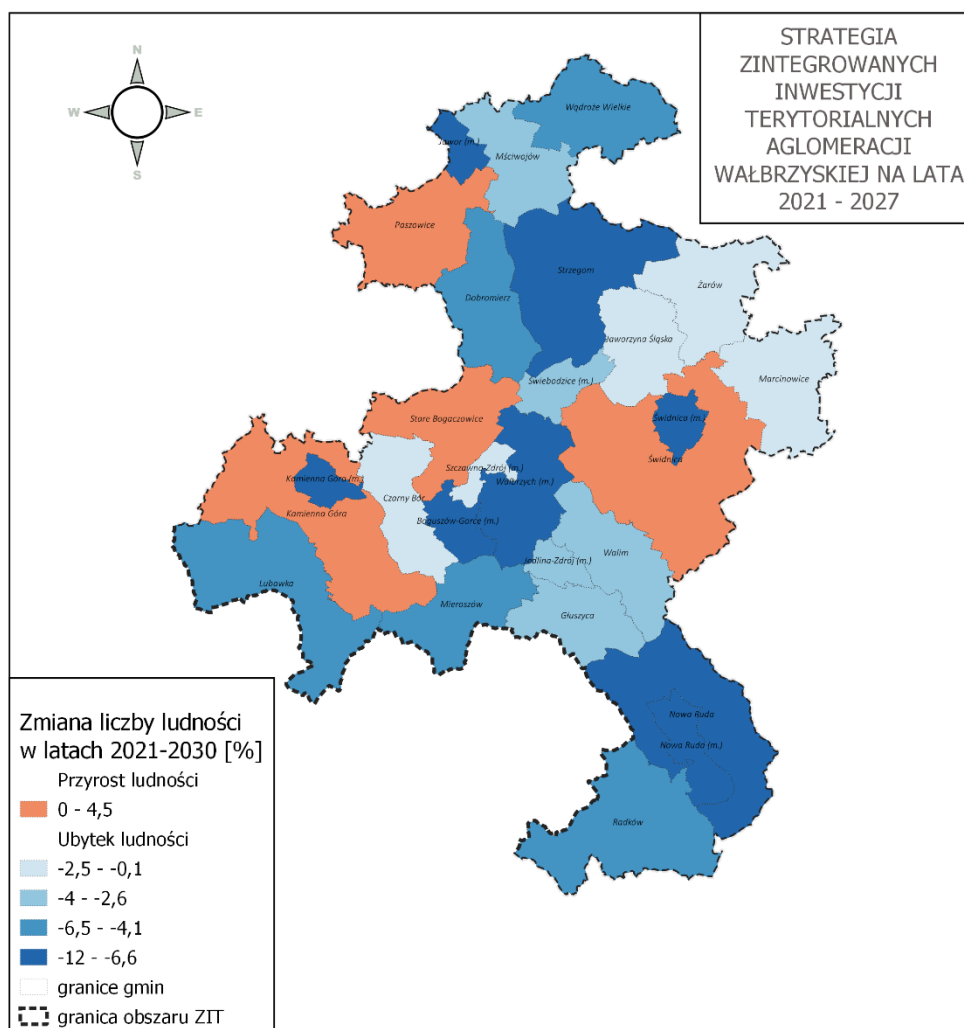 STRATEGIA
ZINTEGROWANYCH
INWESTYCJI
TERYTORIALNYCH
AGLOMERACJI
WAŁBRZYSKIEJ NA LATA
2021 - 2027
N
W
E
S
Wądroże Wielkie
Jawor (m.)
Mściwojów
Paszowice
Strzegom
Żarów
Dobromierz
Jaworzyna Śląska
Marcinowice
Świebodzice (m.)
Stare Bogaczowice
Świdnica (m.)
Świdnica
Szczawno-Zdrój (m.)
Kamienna Góra (m.)
Wałbrzych (m.)
Czarny Bór
Kamienna Góra
Boguszów-Gorce (m.)
Walim
Jedlina-Zdrój (m.)
Lubawka
Mieroszów
Głuszyca
Nowa Ruda
Nowa Ruda (m.)
Radków
Zmiana liczby ludności
w latach 2021-2030 [%]
Przyrost ludności
0 - 4,5
Ubytek ludności
-2,5 - -0,1
-4 - -2,6
-6,5 - -4,1
-12 - -6,6
granice gmin
granica obszaru ZIT